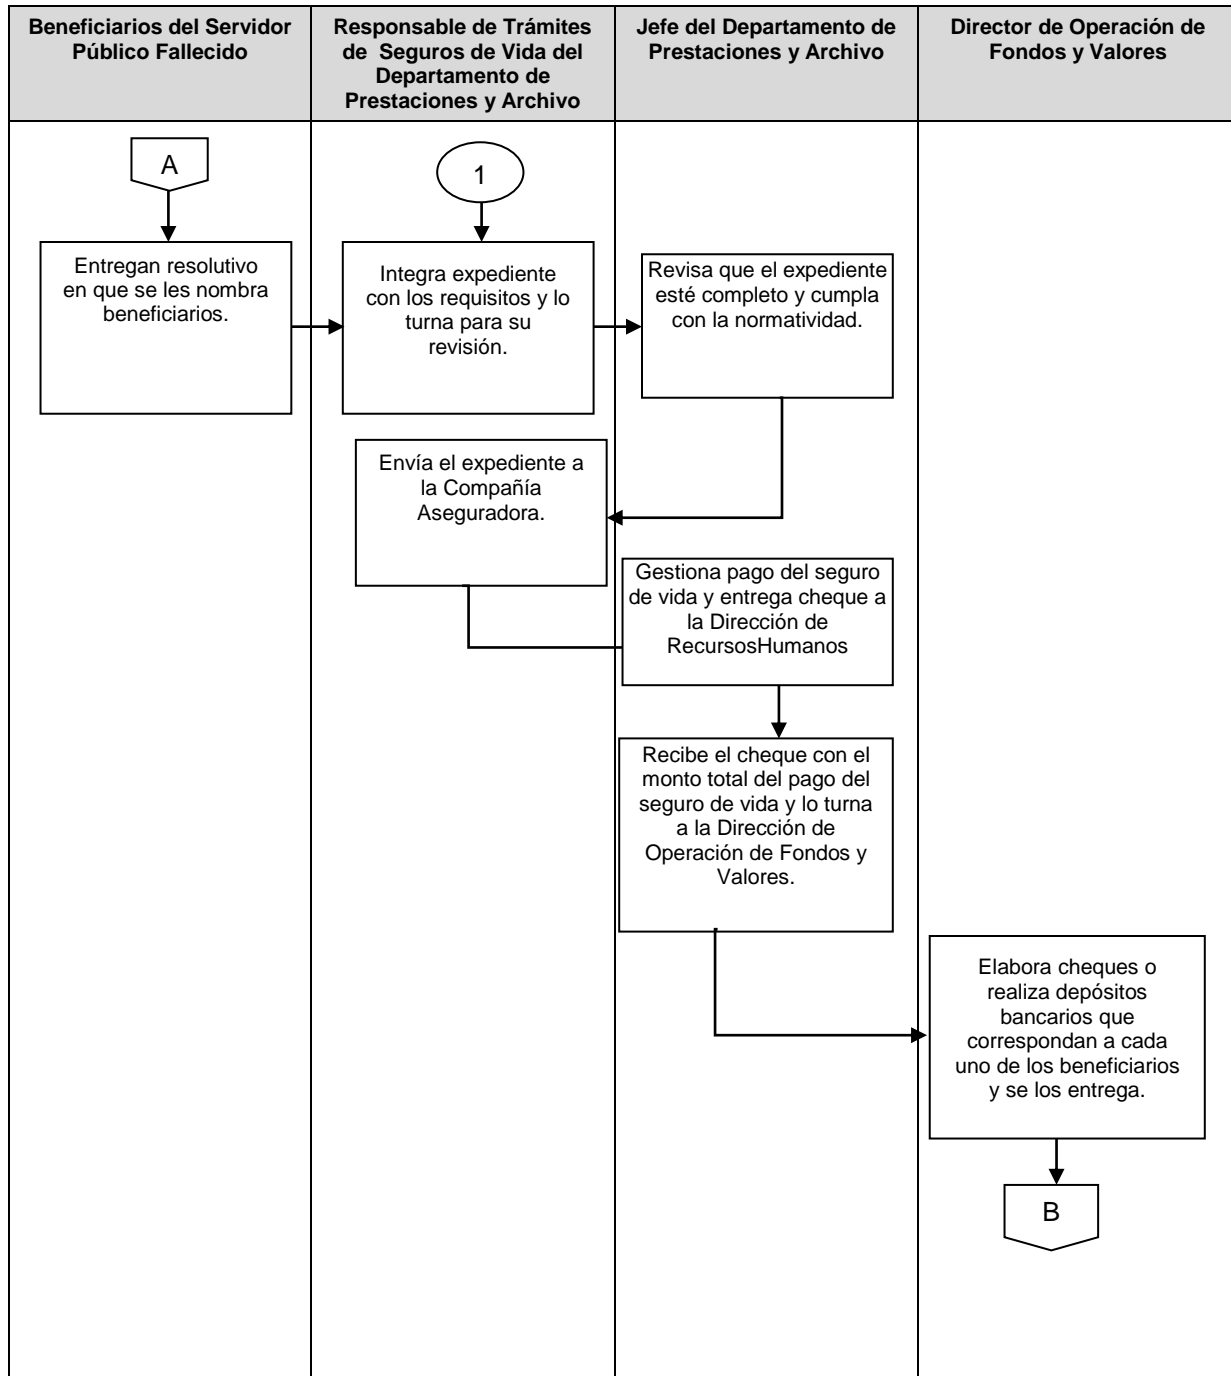 Beneficiarios del Servidor
Público Fallecido
Responsable de Trámites
de Seguros de Vida del
Departamento de
Prestaciones y Archivo
Jefe del Departamento de
Prestaciones y Archivo
Director de Operación de
Fondos y Valores
A
1
Entregan resolutivo
en que se les nombra
beneficiarios.
Integra expediente
con los requisitos y lo
turna para su
revisión.
Revisa que el expediente
esté completo y cumpla
con la normatividad.
Envía el expediente a
la Compañía
Aseguradora.
Gestiona pago del seguro
de vida y entrega cheque a
la Dirección de
RecursosHumanos
Recibe el cheque con el
monto total del pago del
seguro de vida y lo turna
a la Dirección de
Operación de Fondos y
Valores.
Elabora cheques o
realiza depósitos
bancarios que
correspondan a cada
uno de los beneficiarios
y se los entrega.
B